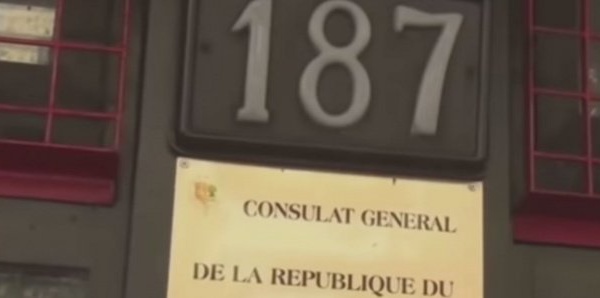 187
CONSULAT GENERAL
DE LA REPUBLIQUE DU